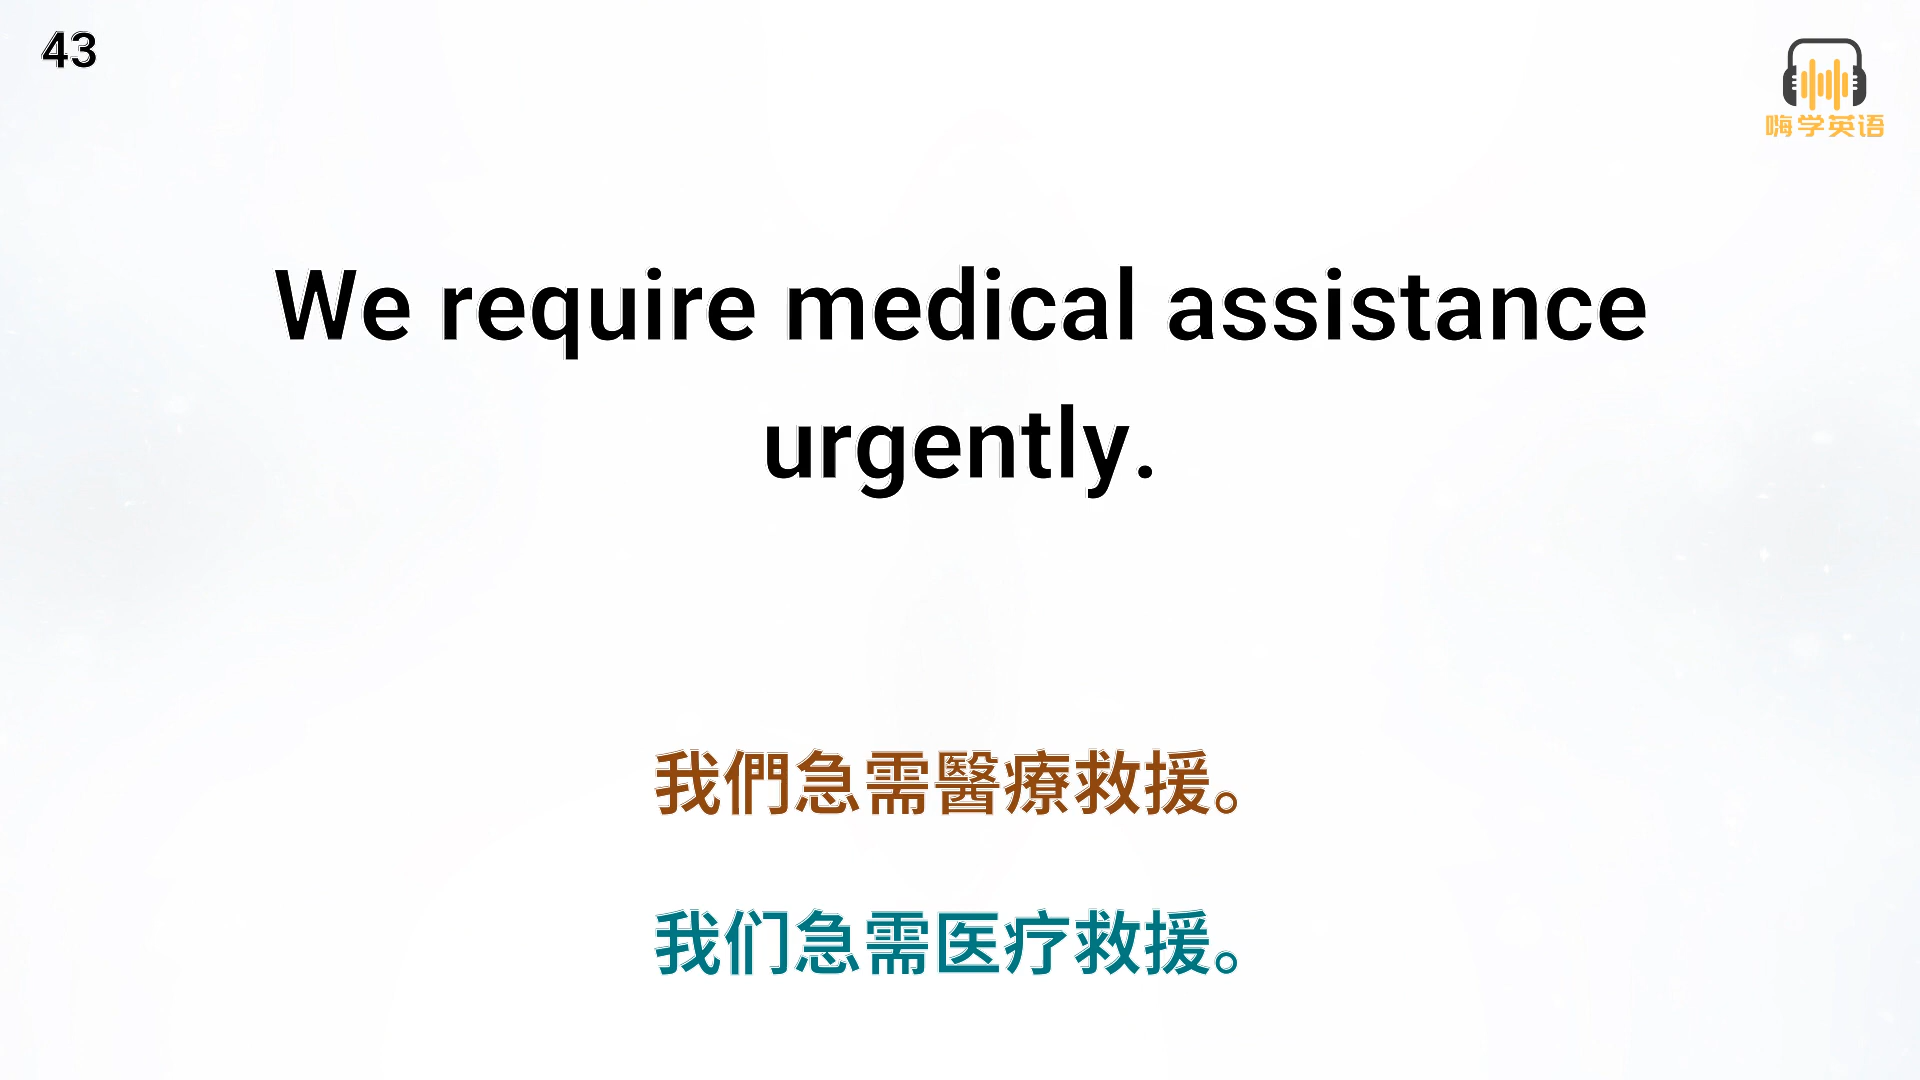 43
嗨学英语
We require medical assistance
urgently.
我們急需醫療救援。
我们急需医疗救援。